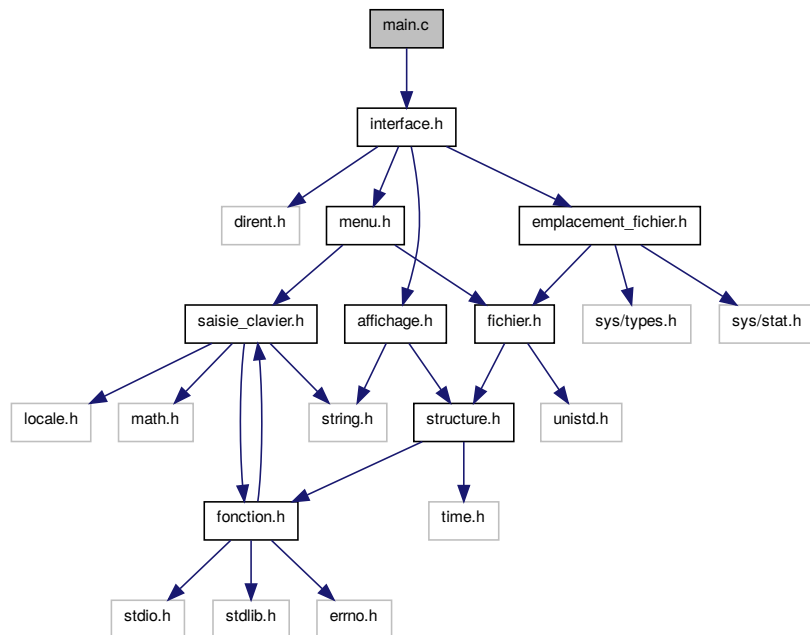 main.c
interface.h
dirent.h
menu.h
emplacement_fichier.h
saisie_clavier.h
affichage.h
fichier.h
sys/types.h
sys/stat.h
locale.h
math.h
string.h
structure.h
unistd.h
fonction.h
time.h
stdio.h
stdlib.h
errno.h